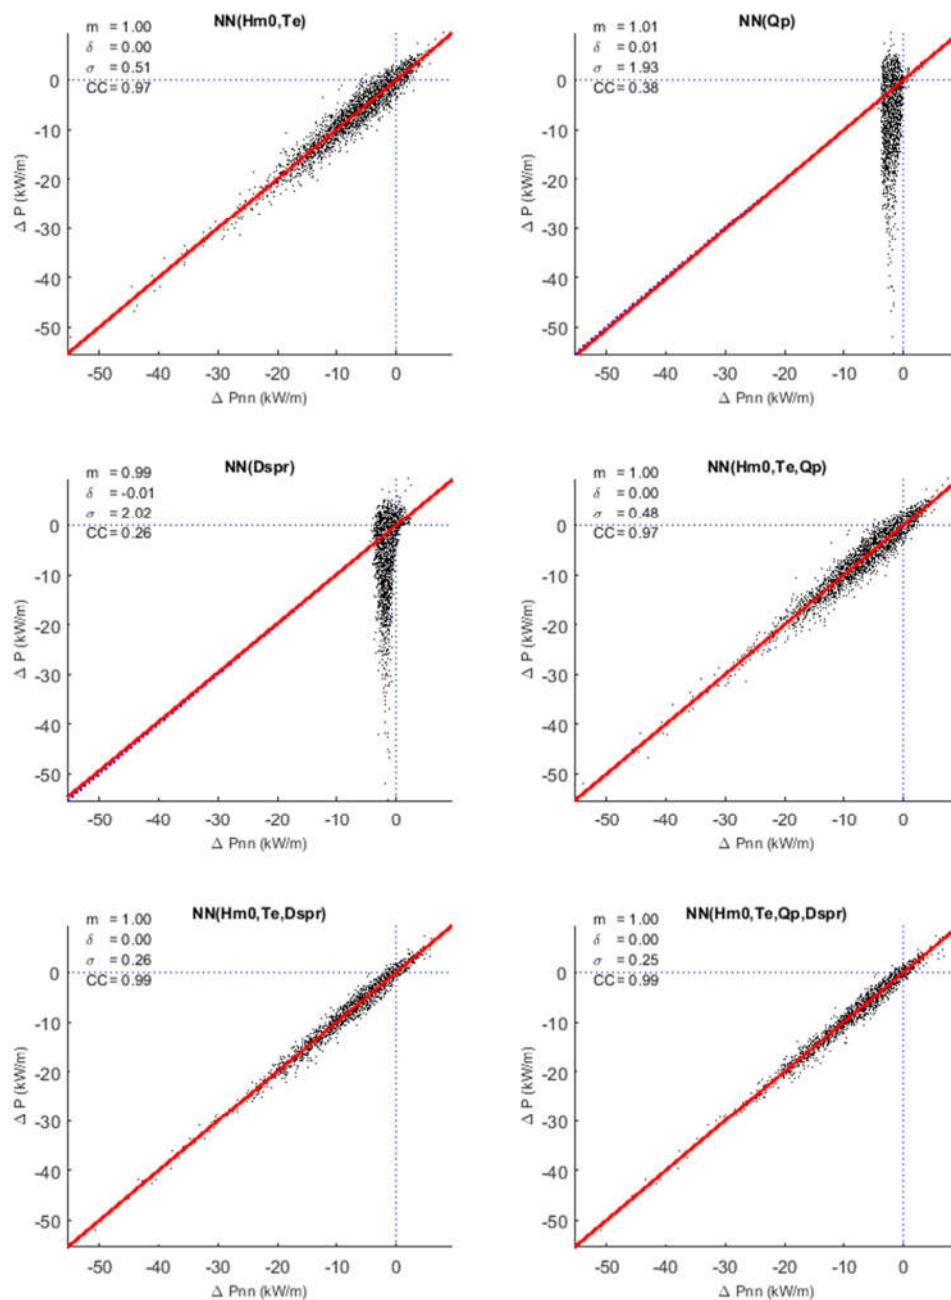 NN(Hm0,Te)
m = 1.00
δ = 0.00
σ = 0.51
CC = 0.97
0
-10
-20
-30
-40
-50
Δ P (kW/m)
-50 -40 -30 -20 -10 0
Δ Pnn (kW/m)
NN(Qp)
m = 1.01
δ = 0.01
σ = 1.93
CC = 0.38
0
-10
-20
-30
-40
-50
Δ P (kW/m)
-50 -40 -30 -20 -10 0
Δ Pnn (kW/m)
NN(Dspr)
m = 0.99
δ = -0.01
σ = 2.02
CC = 0.26
0
-10
-20
-30
-40
-50
Δ P (kW/m)
-50 -40 -30 -20 -10 0
Δ Pnn (kW/m)
NN(Hm0,Te,Qp)
m = 1.00
δ = 0.00
σ = 0.48
CC = 0.97
0
-10
-20
-30
-40
-50
Δ P (kW/m)
-50 -40 -30 -20 -10 0
Δ Pnn (kW/m)
NN(Hm0,Te,Dspr)
m = 1.00
δ = 0.00
σ = 0.26
CC = 0.99
0
-10
-20
-30
-40
-50
Δ P (kW/m)
-50 -40 -30 -20 -10 0
Δ Pnn (kW/m)
NN(Hm0,Te,Qp,Dspr)
m = 1.00
δ = 0.00
σ = 0.25
CC = 0.99
0
-10
-20
-30
-40
-50
Δ P (kW/m)
-50 -40 -30 -20 -10 0
Δ Pnn (kW/m)